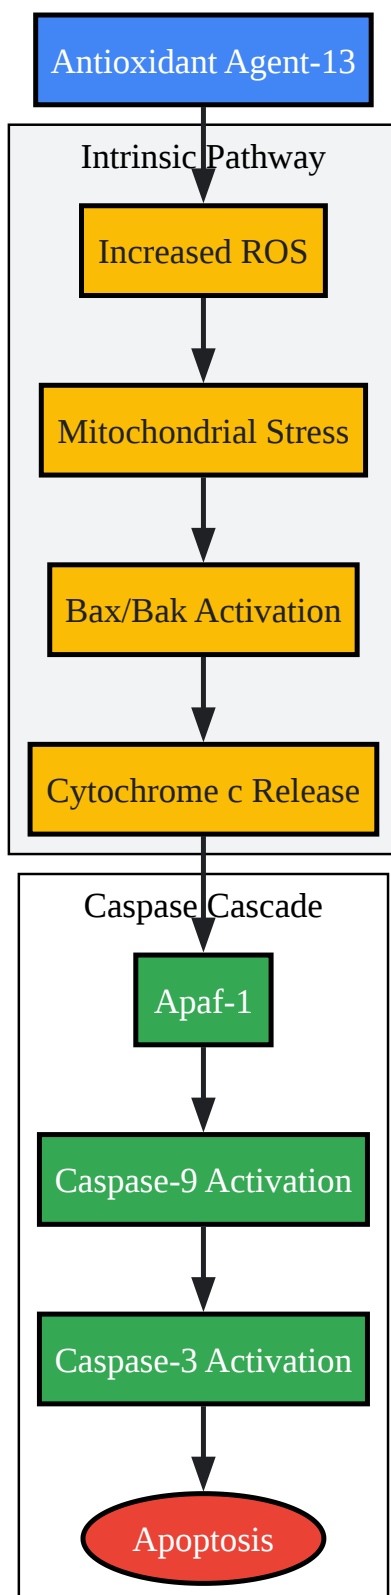 Antioxidant Agent-13
Intrinsic Pathway
Increased ROS
Mitochondrial Stress
Bax/Bak Activation
Cytochrome c Release
Caspase Cascade
Apaf-1
Caspase-9 Activation
Caspase-3 Activation
Apoptosis